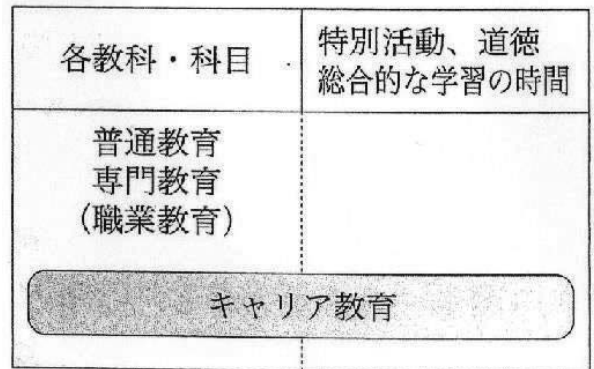 各教科・科目
特別活動、道徳
総合的な学習の時間
普通教育
専門教育
(職業教育)
キャリア教育